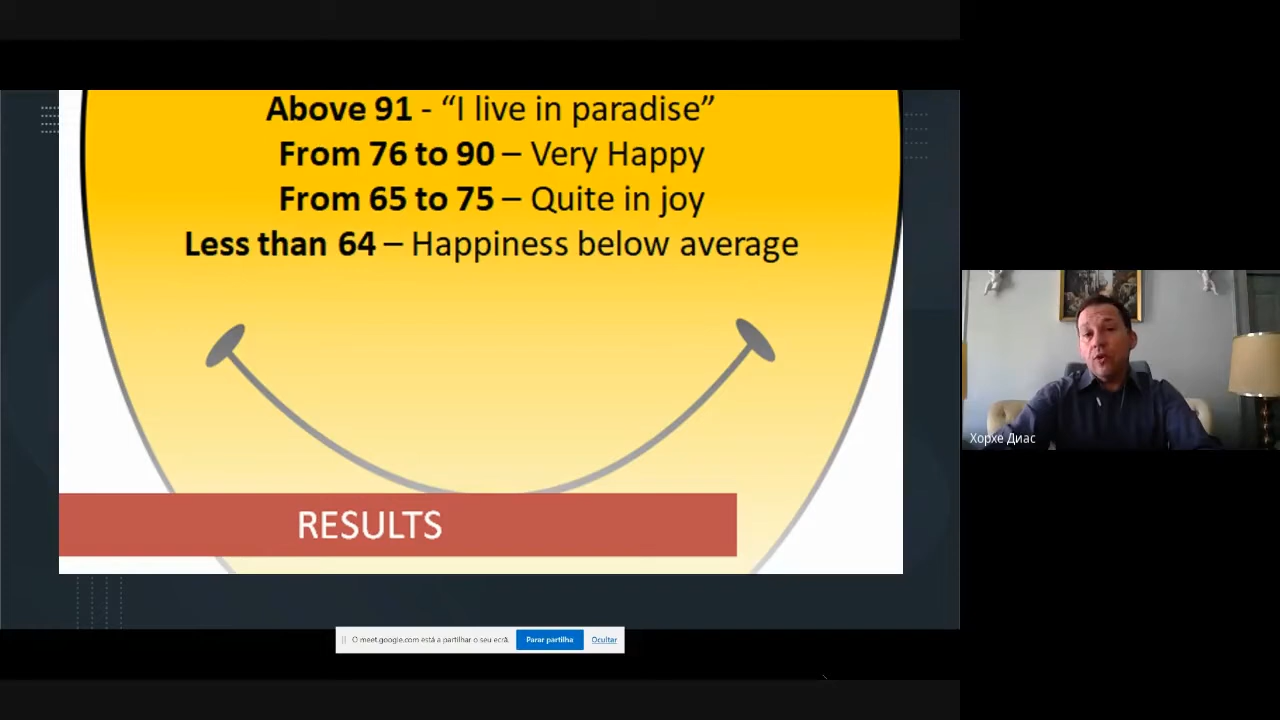 Above 91 - “I live in paradise”
From 76 to 90 – Very Happy
From 65 to 75 – Quite in joy
Less than 64 – Happiness below average
RESULTS
Хорхе Диас
O meet.google.com está a partilhar o seu ecrã. Parar partilha Ocultar